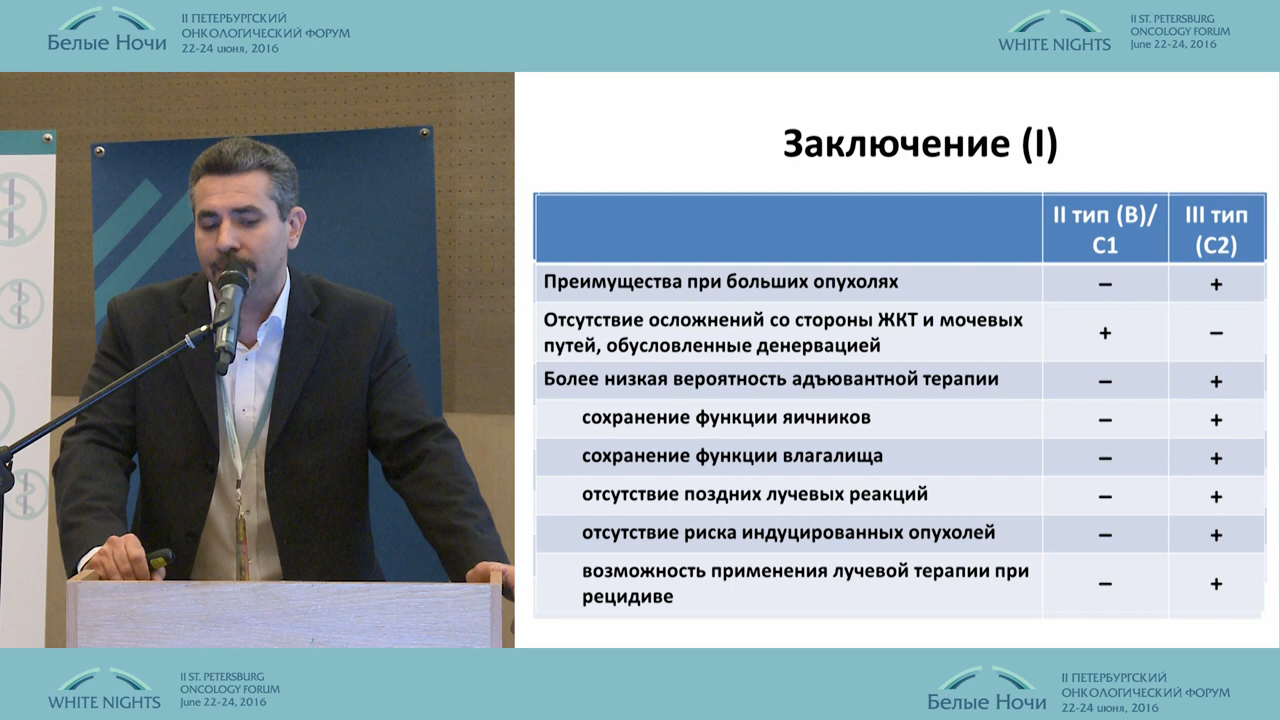 II ПЕТЕРБУРГСКИЙ
ОНКОЛОГИЧЕСКИЙ ФОРУМ
Белые Ночи
22-24 июня, 2016
II ST. PETERSBURG
ONCOLOGY FORUM
WHITE NIGHTS
June 22-24, 2016
Заключение (I)
II тип (B)/
C1
III тип
(C2)
Преимущества при больших опухолях
–
+
Отсутствие осложнений со стороны ЖКТ и мочевых
путей, обусловленные денервацией
+
–
Более низкая вероятность адъювантной терапии
–
+
сохранение функции яичников
–
+
сохранение функции влагалища
–
+
отсутствие поздних лучевых реакций
–
+
отсутствие риска индуцированных опухолей
–
+
возможность применения лучевой терапии при
рецидиве
–
+
II ST. PETERSBURG
ONCOLOGY FORUM
WHITE NIGHTS
June 22-24, 2016
II ПЕТЕРБУРГСКИЙ
ОНКОЛОГИЧЕСКИЙ ФОРУМ
Белые Ночи
22-24 июня, 2016